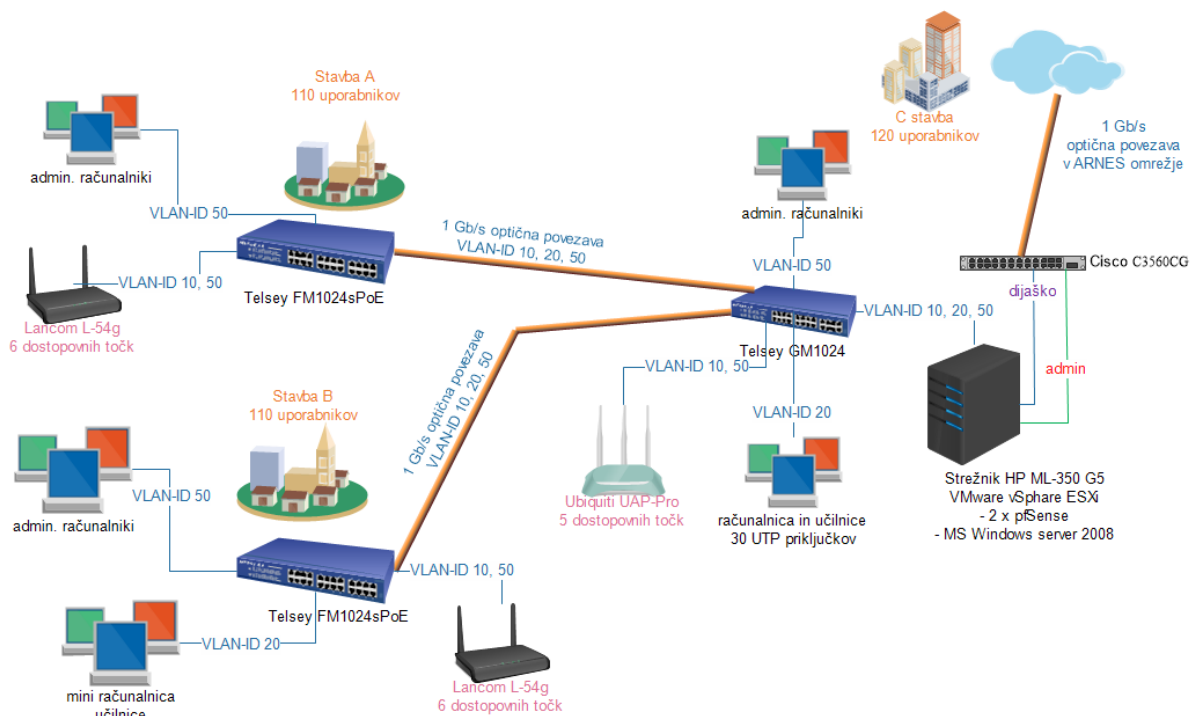 Stavba A
110 uporabnikov
admin. računalniki
VLAN-ID 50
VLAN-ID 10, 50
Lancom L-54g
6 dostopovnih točk
Telsey FM1024sPoE
1 Gb/s optična povezava
VLAN-ID 10, 20, 50
C stavba
120 uporabnikov
1 Gb/s
optična povezava
v ARNES omrežje
admin. računalniki
VLAN-ID 50
Cisco C3560CG
dijaško
admin
Telsey GM1024
VLAN-ID 10, 20, 50
1 Gb/s optična povezava
VLAN-ID 10, 20, 50
VLAN-ID 10, 50
VLAN-ID 20
Ubiquiti UAP-Pro
5 dostopovnih točk
računalnica in učilnice
30 UTP priključkov
Strežnik HP ML-350 G5
VMware vSphare ESXi
- 2 x pfSense
- MS Windows server 2008
Stavba B
110 uporabnikov
admin. računalniki
VLAN-ID 50
Telsey FM1024sPoE
VLAN-ID 10, 50
VLAN-ID 20
mini računalnica
učilnice
Lancom L-54g
6 dostopovnih točk